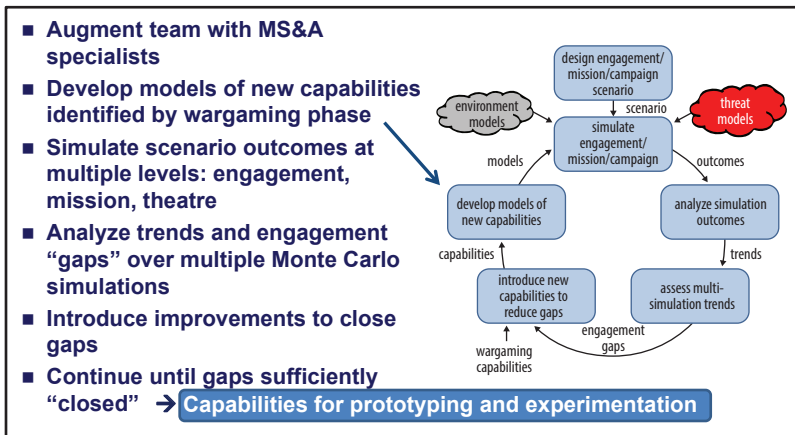 ▪ Augment team with MS&A
specialists
▪ Develop models of new capabilities
identified by wargaming phase
▪ Simulate scenario outcomes at
multiple levels: engagement,
mission, theatre
▪ Analyze trends and engagement
“gaps” over multiple Monte Carlo
simulations
▪ Introduce improvements to close
gaps
▪ Continue until gaps sufficiently
“closed” → Capabilities for prototyping and experimentation
design engagement/
mission/campaign
scenario
scenario
environment
models
threat
models
simulate
engagement/
mission/campaign
models
outcomes
develop models of
new capabilities
analyze simulation
outcomes
capabilities
trends
introduce new
capabilities to
reduce gaps
assess multi-
simulation trends
engagement
gaps
wargaming
capabilities